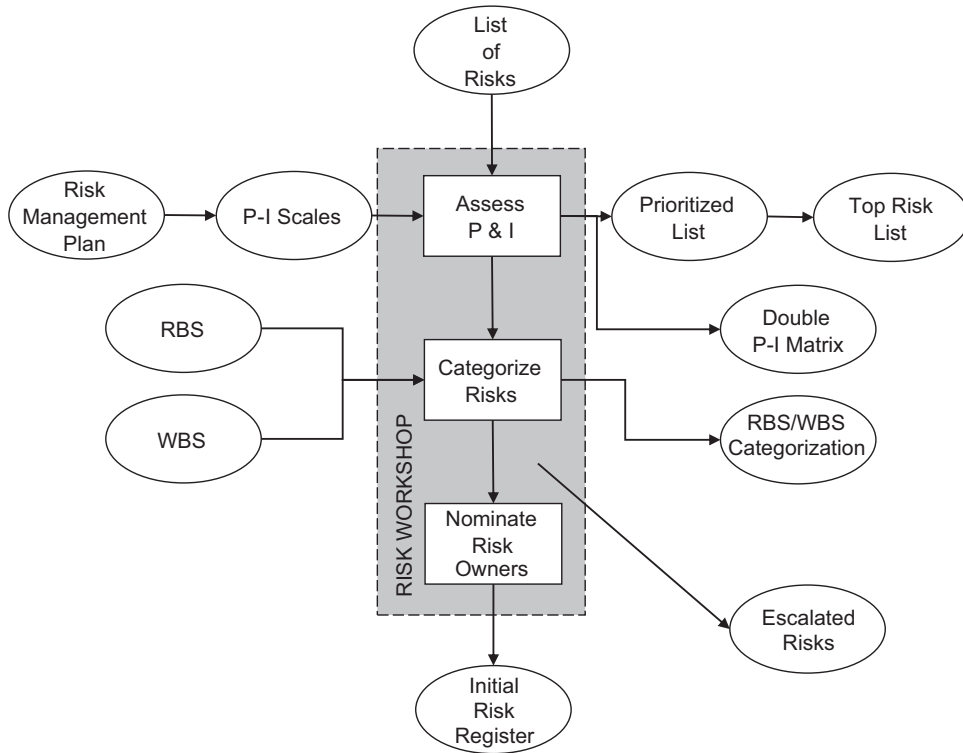 List
of
Risks
Risk
Management
Plan
P-I Scales
Assess
P & I
Prioritized
List
Top Risk
List
RBS
Double
P-I Matrix
Categorize
Risks
WBS
RBS/WBS
Categorization
RISK WORKSHOP
Nominate
Risk
Owners
Escalated
Risks
Initial
Risk
Register